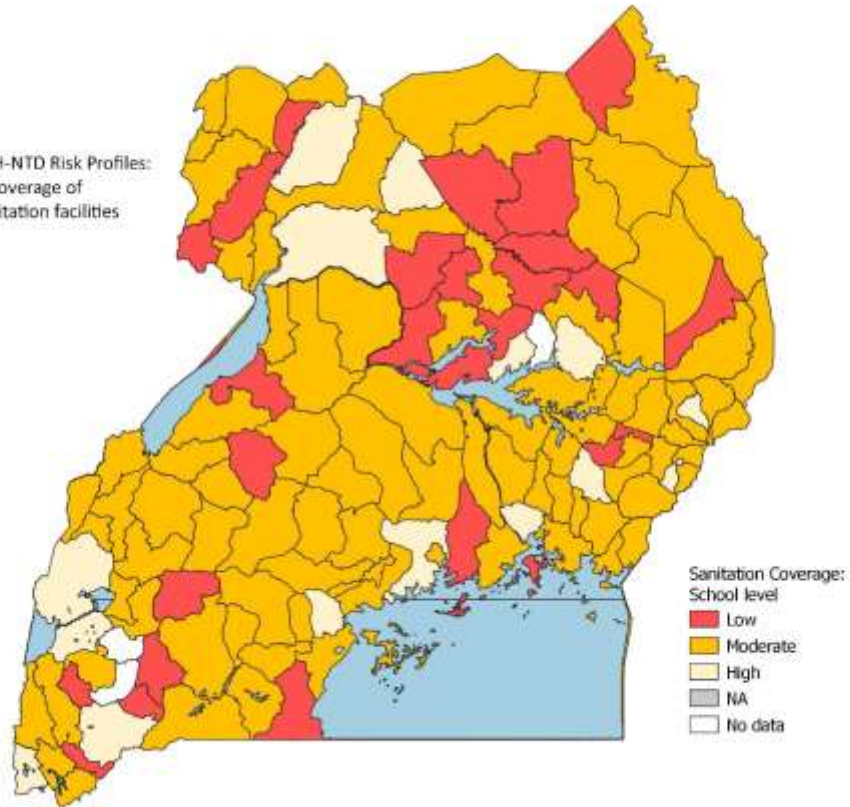 H-NTD Risk Profiles:
overage of
itation facilities
Sanitation Coverage:
School level
Low
Moderate
High
NA
No data